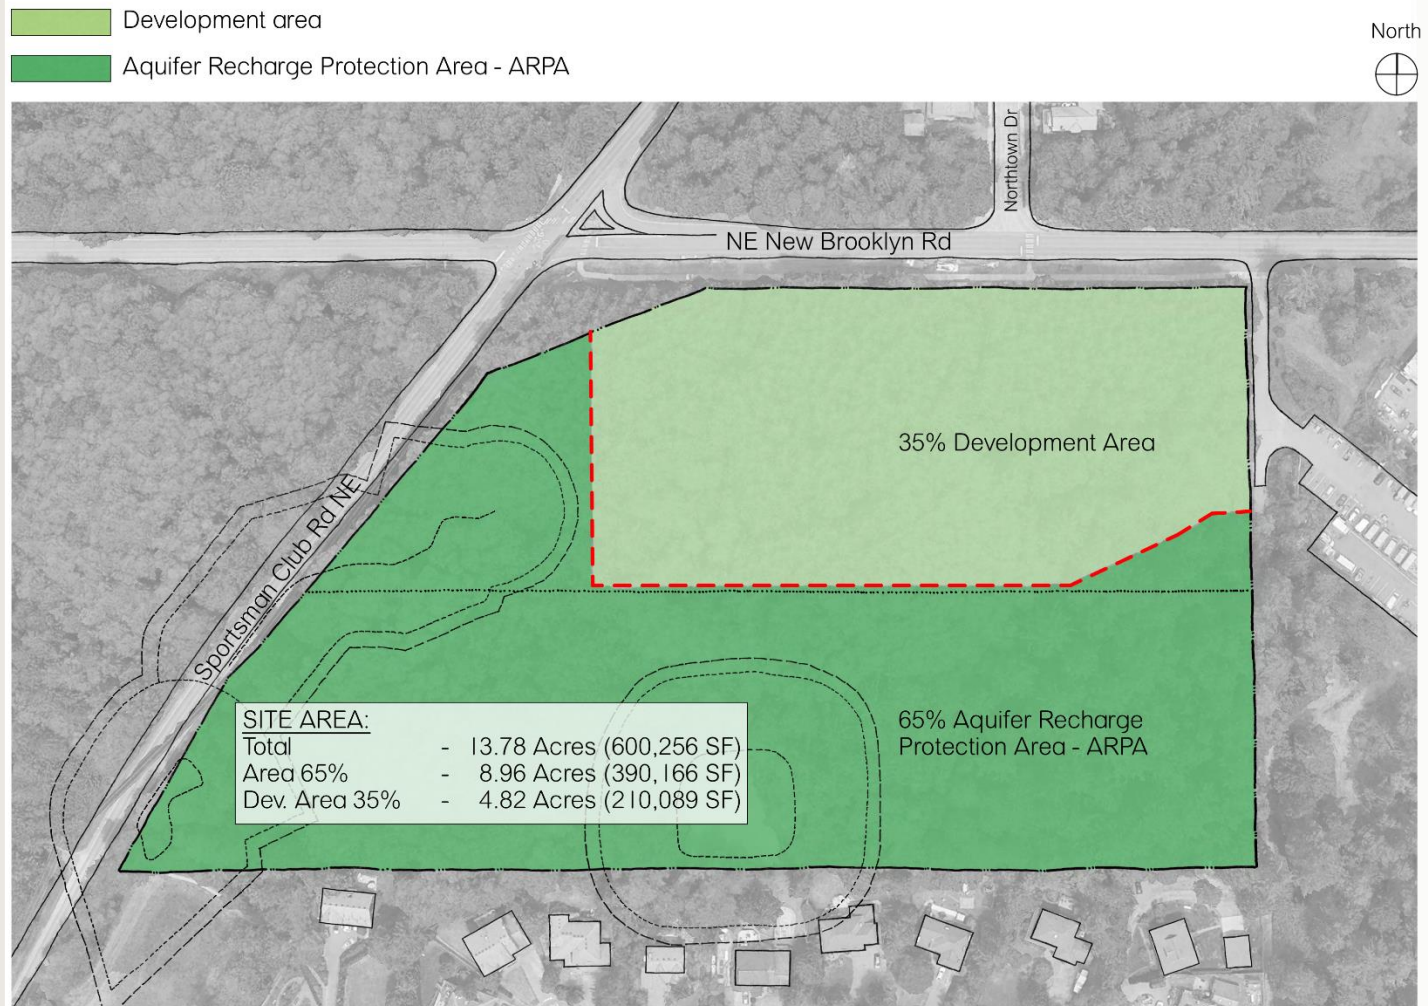 Development area
North
Aquifer Recharge Protection Area - ARPA
Northtown Dr
NE New Brooklyn Rd
35% Development Area
Sportsman Club Rd NE
SITE AREA:
Total - 13.78 Acres (600,256 SF)
Area 65% - 8.96 Acres (390,166 SF)
Dev. Area 35% - 4.82 Acres (210,089 SF)
65% Aquifer Recharge
Protection Area - ARPA